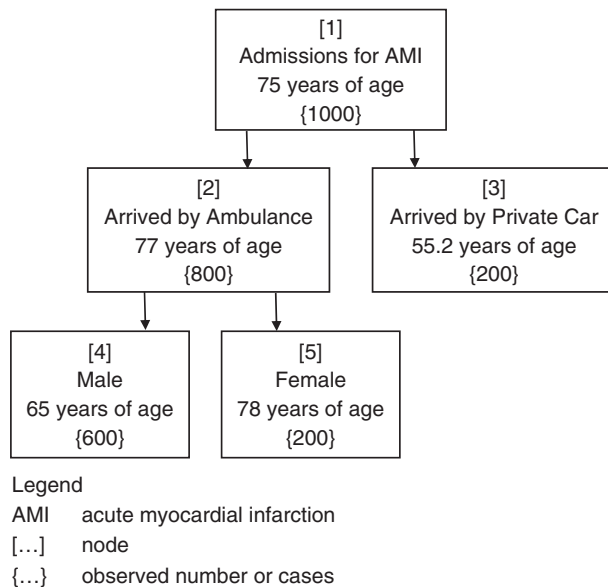 [1]
Admissions for AMI
75 years of age
{1000}
[2]
Arrived by Ambulance
77 years of age
{800}
[3]
Arrived by Private Car
55.2 years of age
{200}
[4]
Male
65 years of age
{600}
[5]
Female
78 years of age
{200}
Legend
AMI acute myocardial infarction
[…] node
{…} observed number or cases